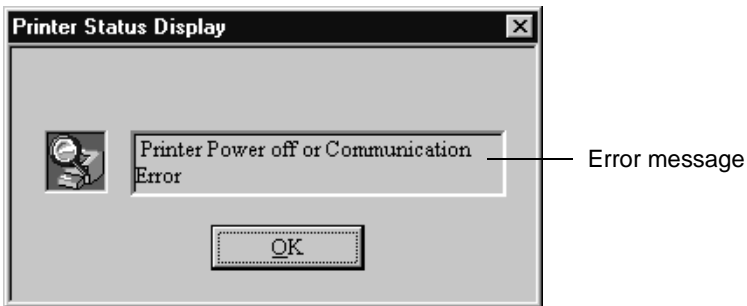 Printer Status Display
Printer Power off or Communication
Error
Error message
OK